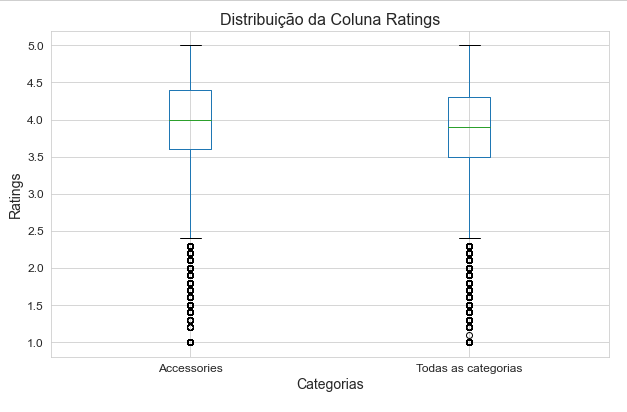 Distribuição da Coluna Ratings
5.0
4.5
4.0
3.5
3.0
2.5
2.0
1.5
1.0
Ratings
Accessories
Todas as categorias
Categorias